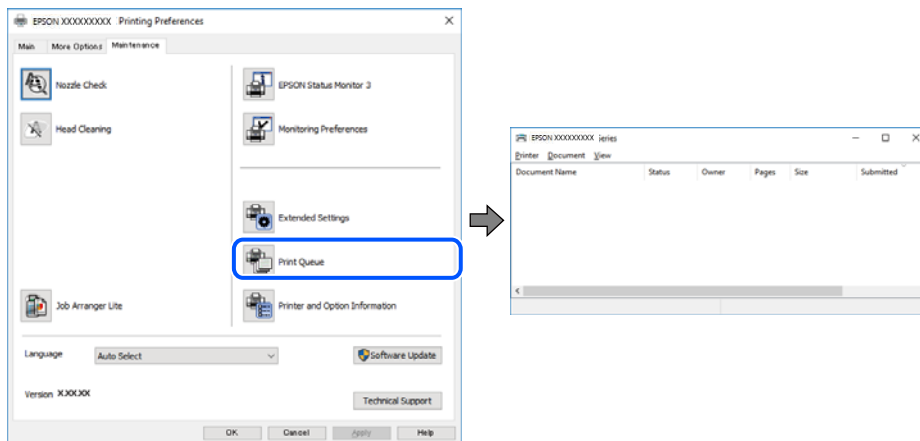 EPSON XXXXXXXXX Printing Preferences
Main More Options Maintenance
Nozzle Check
EPSON Status Monitor 3
Head Cleaning
Monitoring Preferences
Extended Settings
Print Queue
Job Arranger Lite
Printer and Option Information
Language Auto Select Software Update
Version X.XX.XX
Technical Support
OK Cancel Apply Help
EPSON XXXXXXXXXX ieries
Printer Document View
Document Name Status Owner Pages Size Submitted